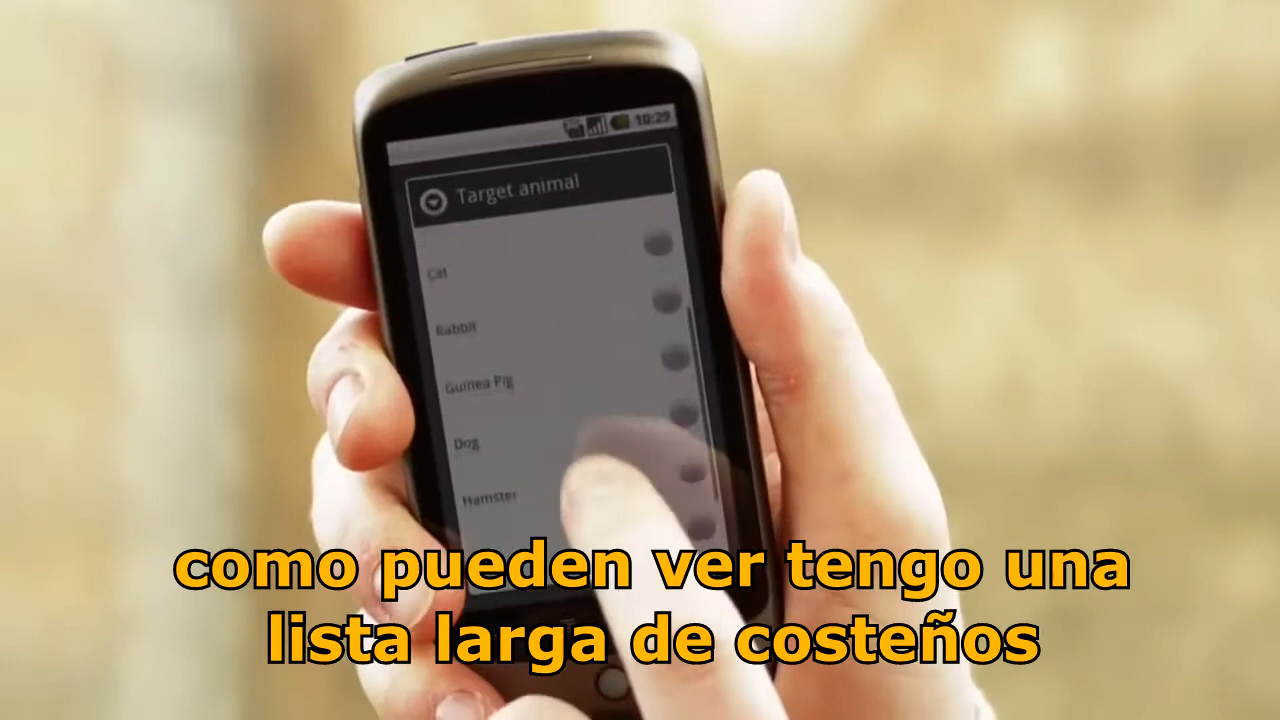 10:29
Target animal
Cat
Rabbit
Guinea Pig
Dog
Hamster
como pueden ver tengo una
lista larga de costeños